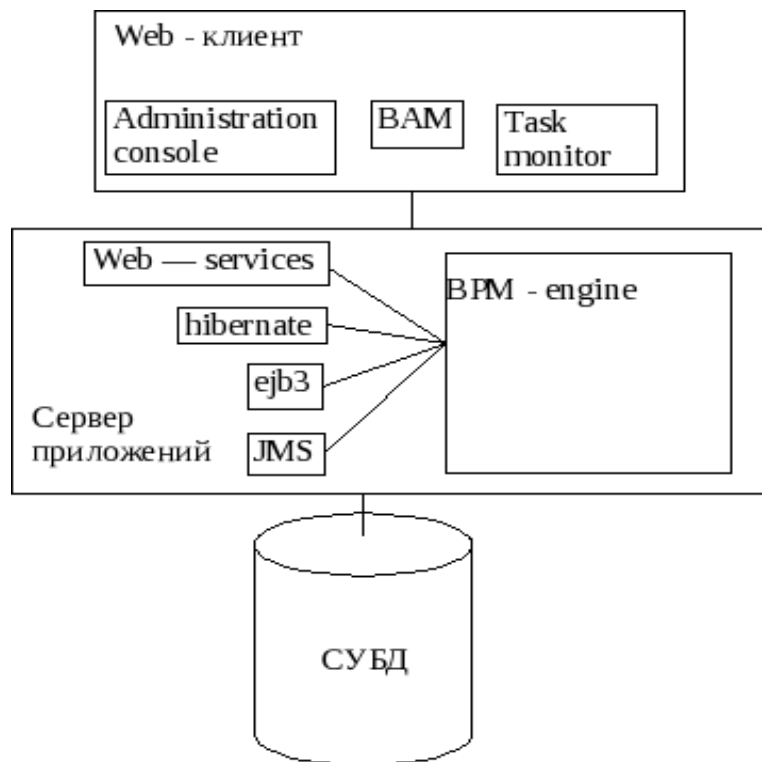 Web - клиент
Administration
console
BAM
Task
monitor
Web — services
BPM - engine
hibernate
ejb3
Сервер
приложений
JMS
СУБД